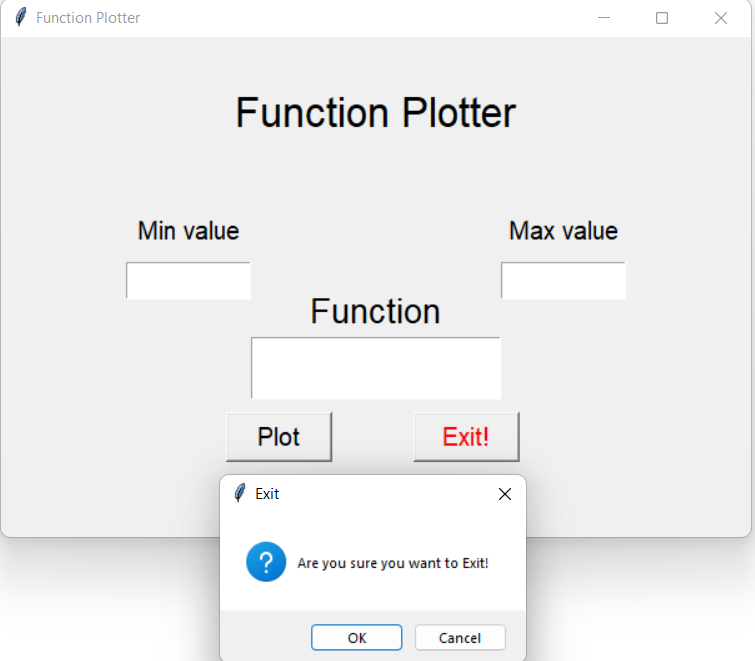 Function Plotter
Function Plotter
Min value Max value
Function
Plot Exit!
Exit
Are you sure you want to Exit!
OK Cancel